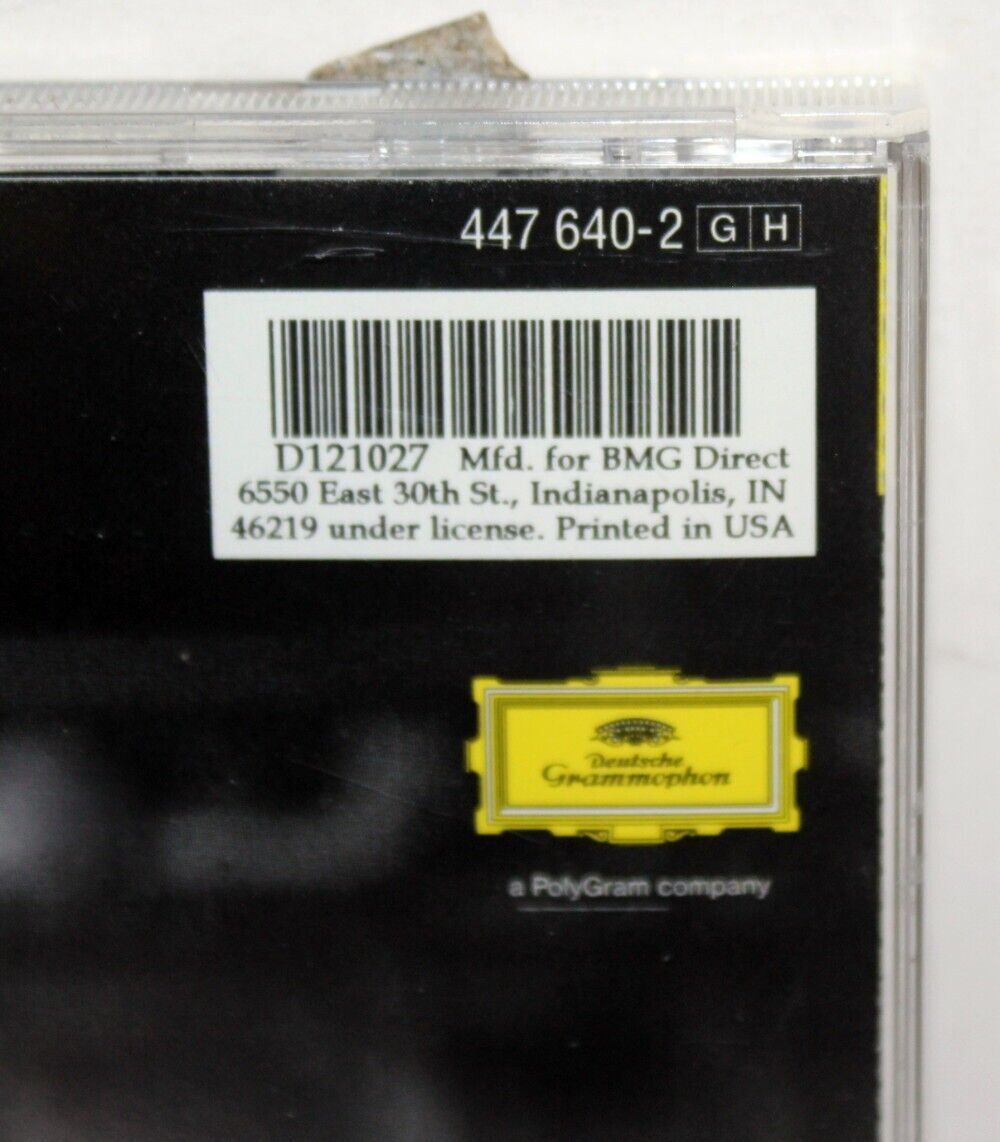 447 640-2 G H
D121027 Mfd. for BMG Direct
6550 East 30th St., Indianapolis, IN
46219 under license. Printed in USA
Deutsche
Grammophon
a PolyGram company